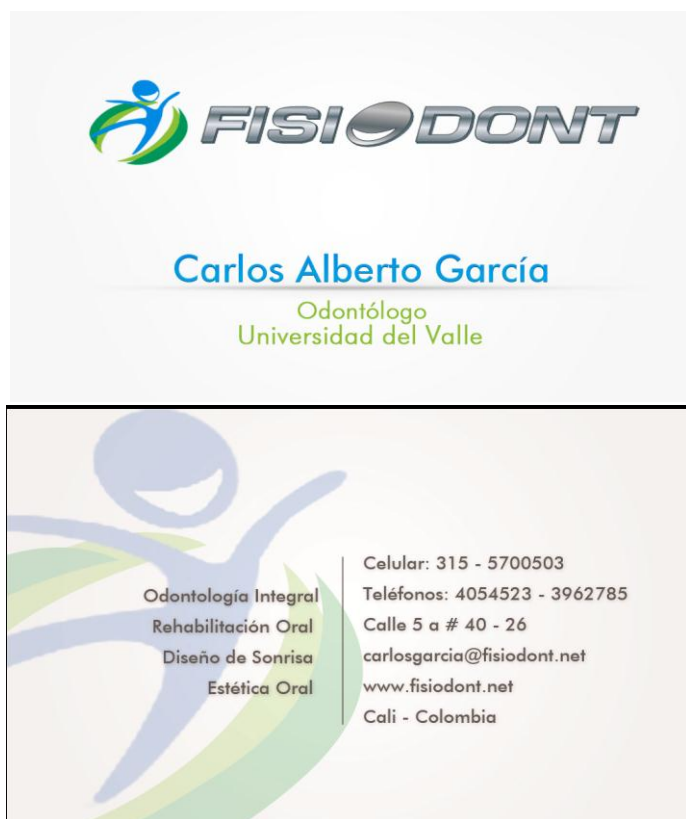 FISIODONT
Carlos Alberto García
Odontólogo
Universidad del Valle
Odontología Integral
Rehabilitación Oral
Diseño de Sonrisa
Estética Oral
Celular: 315 - 5700503
Teléfonos: 4054523 - 3962785
Calle 5 a # 40 - 26
carlosgarcia@fisiodont.net
www.fisiodont.net
Cali - Colombia